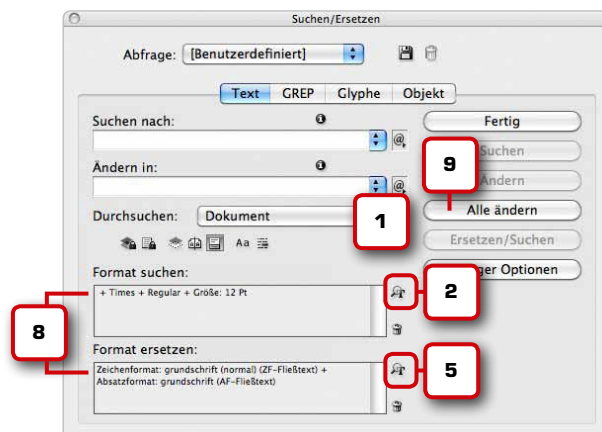 Suchen/Ersetzen
Abfrage: [Benutzerdefiniert]
Text GREP Glyphe Objekt
Suchen nach:
Fertig
Suchen
9
Ändern in:
Ändern
Alle ändern
1
Durchsuchen: Dokument
Aa
Ersetzen/Suchen
Format suchen:
ger Optionen
+ Times + Regular + Größe: 12 Pt
2
8
Format ersetzen:
Zeichenformat: grundschrift (normal) (ZF-Fließtext) +
Absatzformat: grundschrift (AF-Fließtext)
5